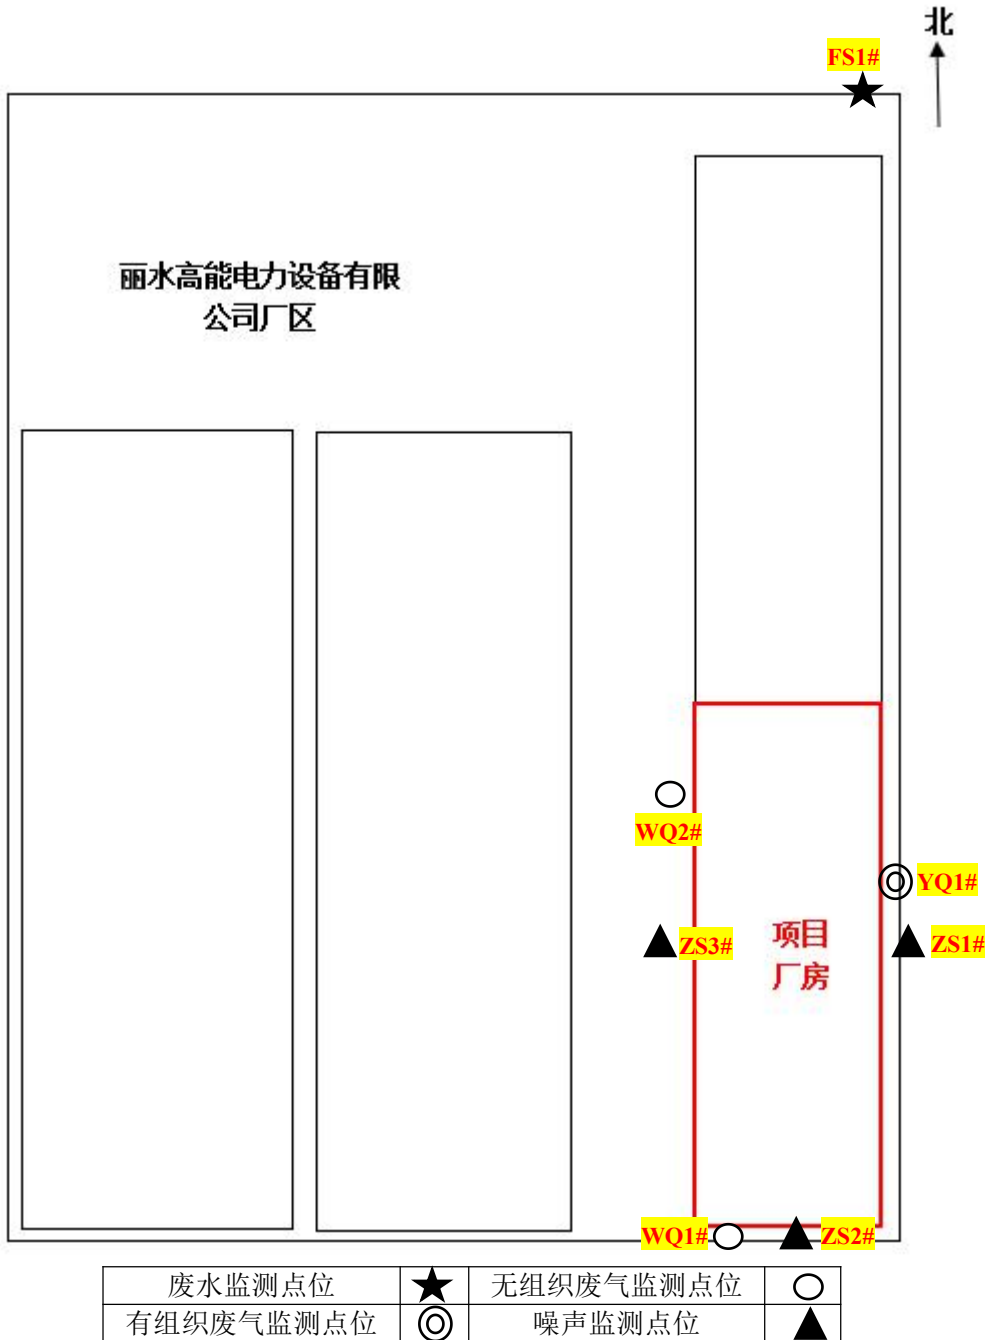 北
FS1#
丽水高能电力设备有限
公司厂区
WQ2#
YQ1#
项目
厂房
ZS3#
ZS1#
WQ1#
ZS2#
废水监测点位 ★ 无组织废气监测点位 ○
有组织废气监测点位 ◎ 噪声监测点位 ▲